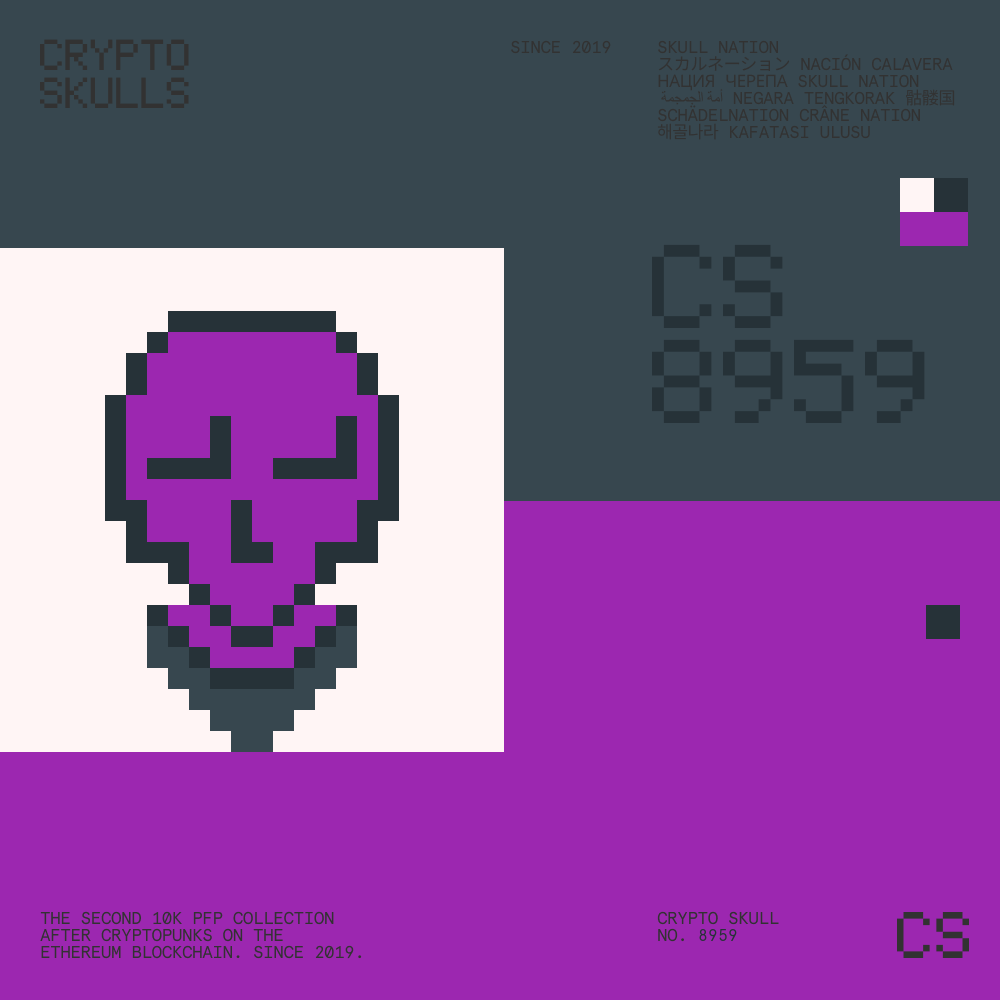 CRYPTO
SKULLS
SINCE 2019
SKULL NATION
スカルネーション NACIÓN CALAVERA
НАЦИЯ ЧЕРЕПА SKULL NATION
أمة الجمجمة NEGARA TENGKORAK 骷髅国
SCHÄDELNATION CRÂNE NATION
해골나라 KAFATASI ULUSU
CS
8959
THE SECOND 10K PFP COLLECTION
AFTER CRYPTOPUNKS ON THE
ETHEREUM BLOCKCHAIN. SINCE 2019.
CRYPTO SKULL
NO. 8959
CS